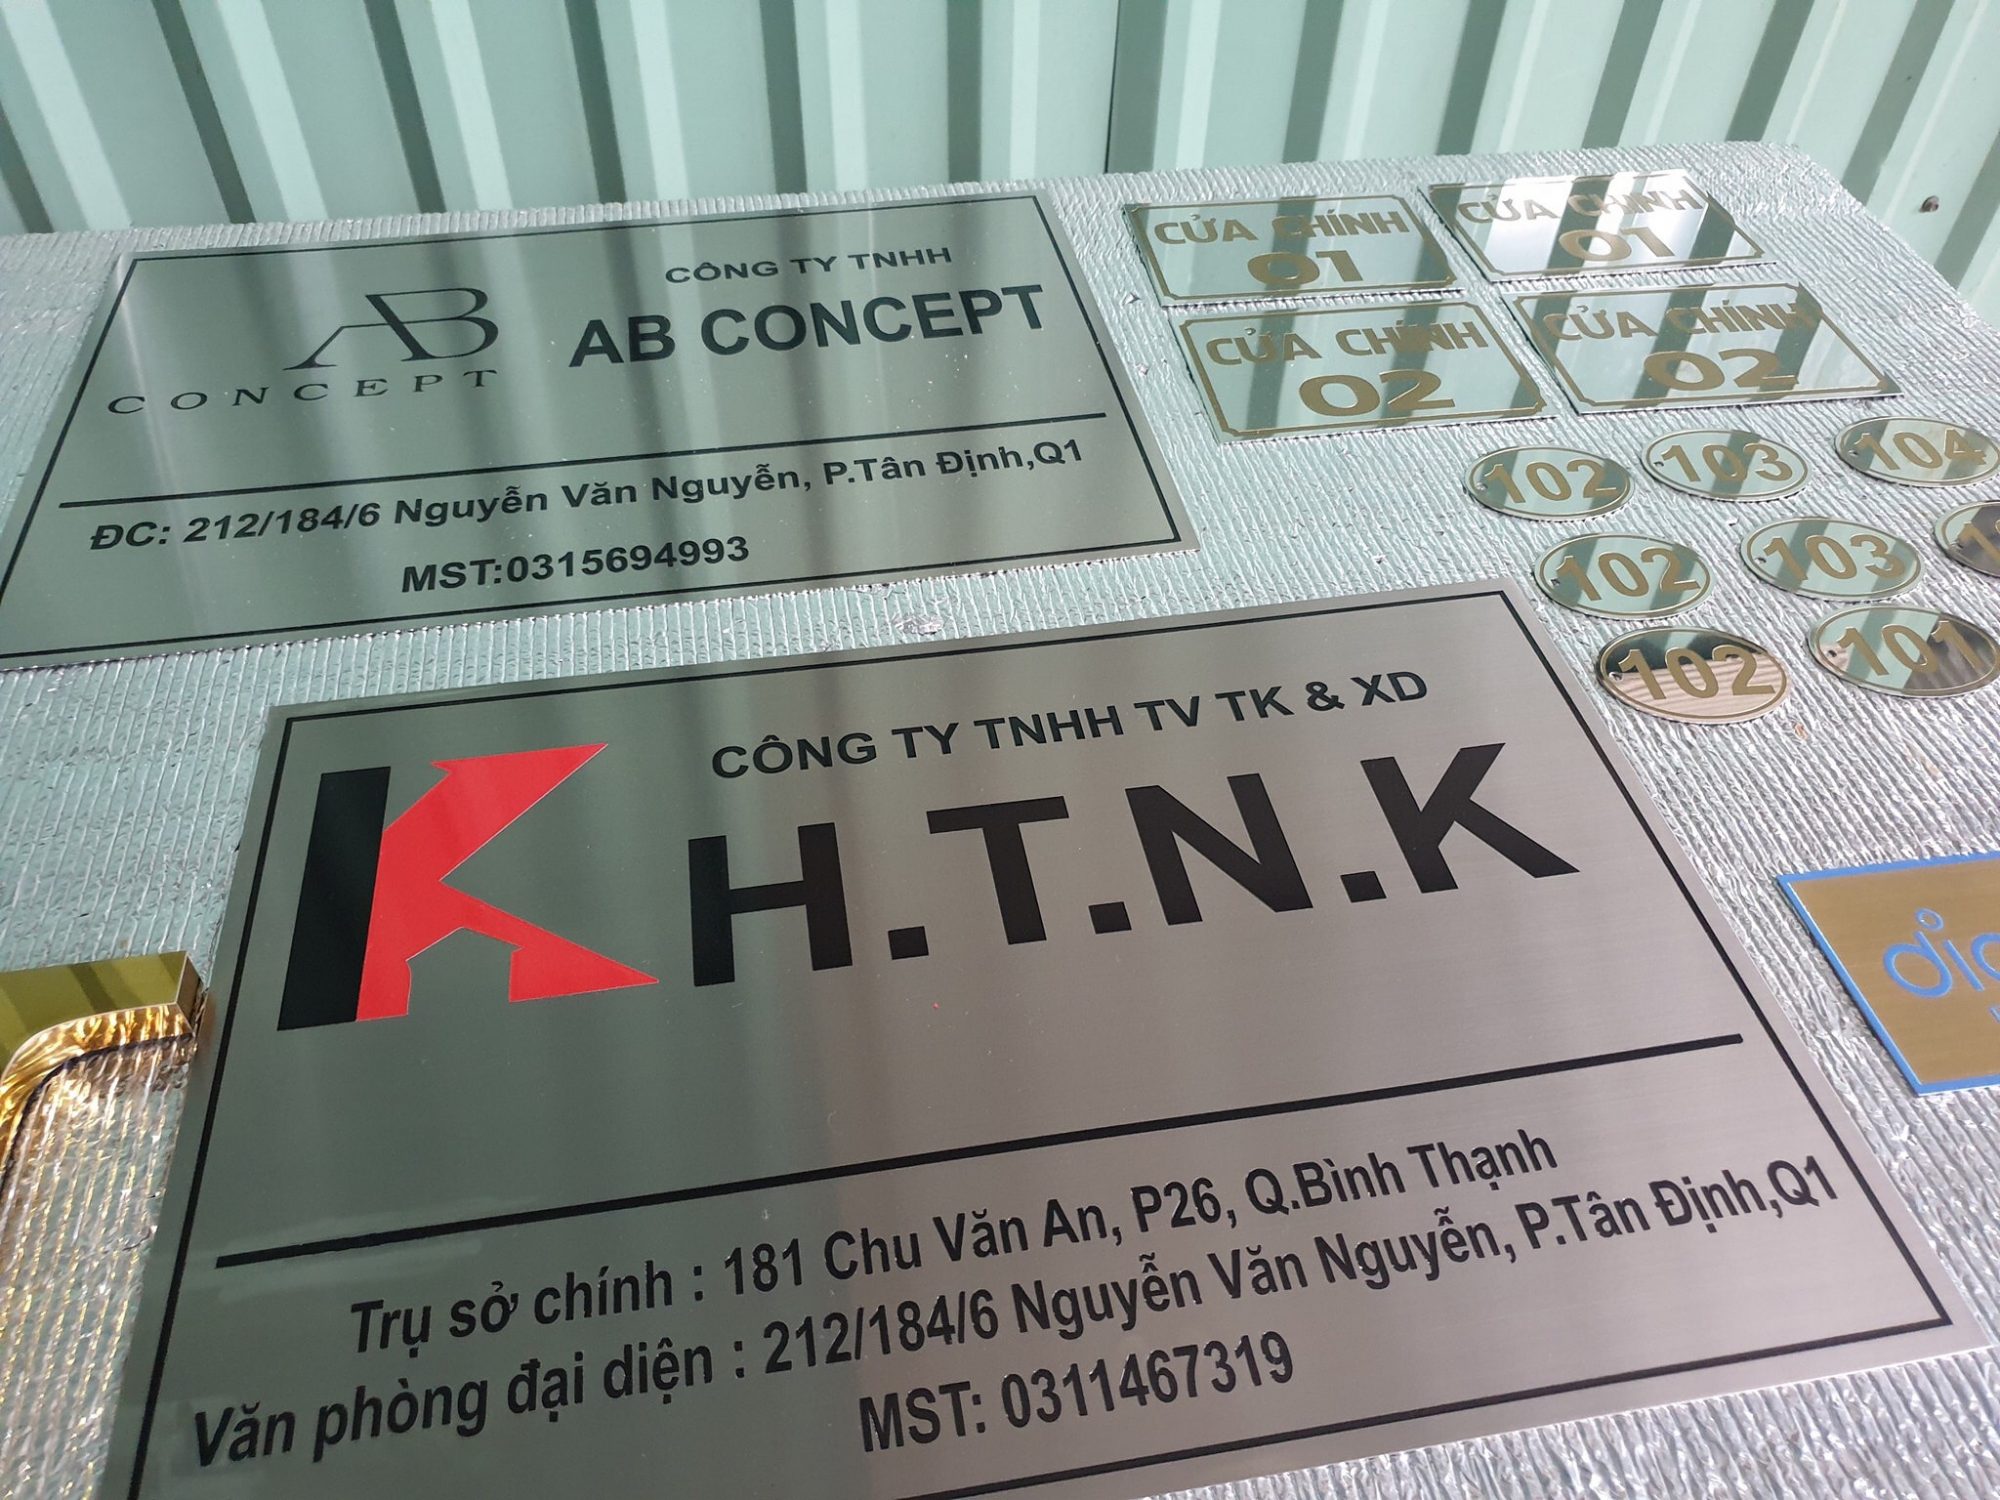 AB
CONCEPT
CÔNG TY TNHH
AB CONCEPT
ĐC: 212/184/6 Nguyễn Văn Nguyễn, P.Tân Định,Q1
MST:0315694993
CỬA CHÍNH
01
CỬA CHÍNH
01
CỬA CHÍNH
02
CỬA CHÍNH
02
102
103
104
102
103
102
101
K
CÔNG TY TNHH TV TK & XD
H.T.N.K
Trụ sở chính : 181 Chu Văn An, P26, Q.Bình Thạnh
Văn phòng đại diện : 212/184/6 Nguyễn Văn Nguyễn, P.Tân Định,Q1
MST: 0311467319